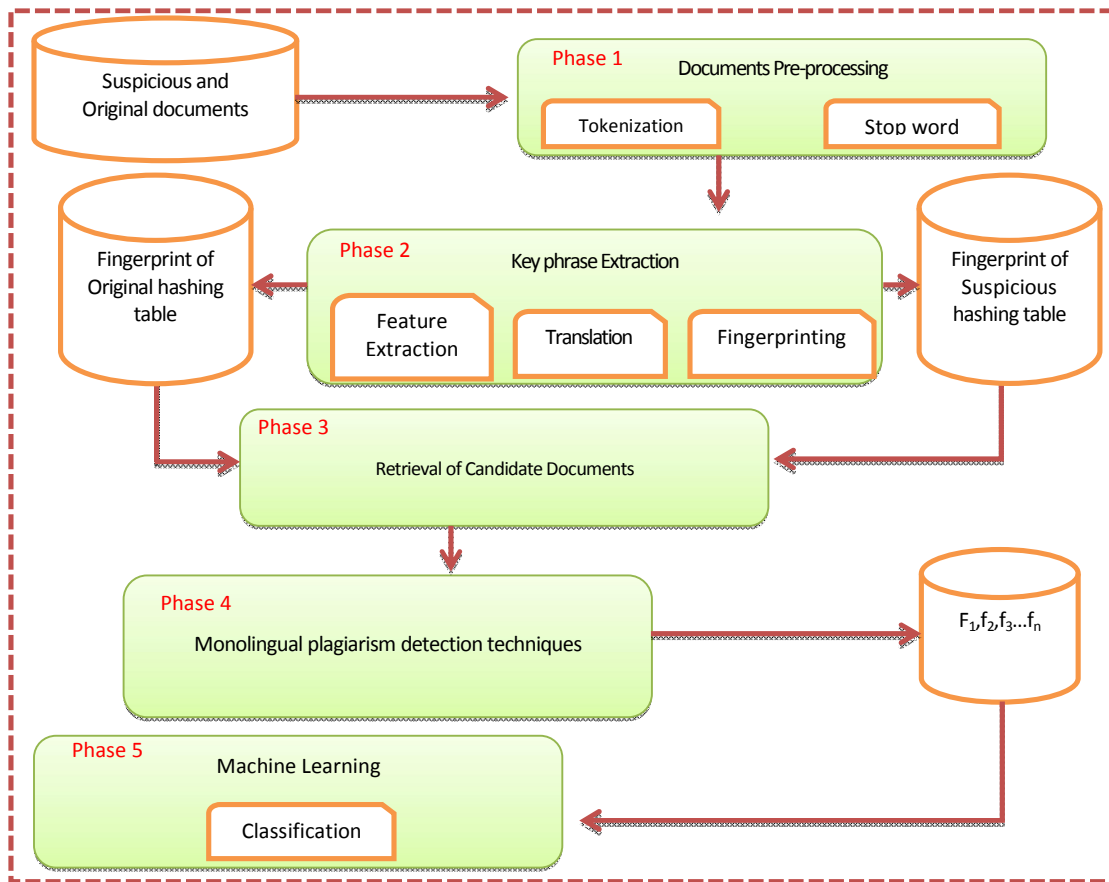 Suspicious and
Original documents
Phase 1
Documents Pre-processing
Tokenization
Stop word
Fingerprint of
Original hashing
table
Phase 2
Key phrase Extraction
Feature
Extraction
Translation
Fingerprinting
Fingerprint of
Suspicious
hashing table
Phase 3
Retrieval of Candidate Documents
Phase 4
Monolingual plagiarism detection techniques
F₁,f₂,f₃...fₙ
Phase 5
Machine Learning
Classification